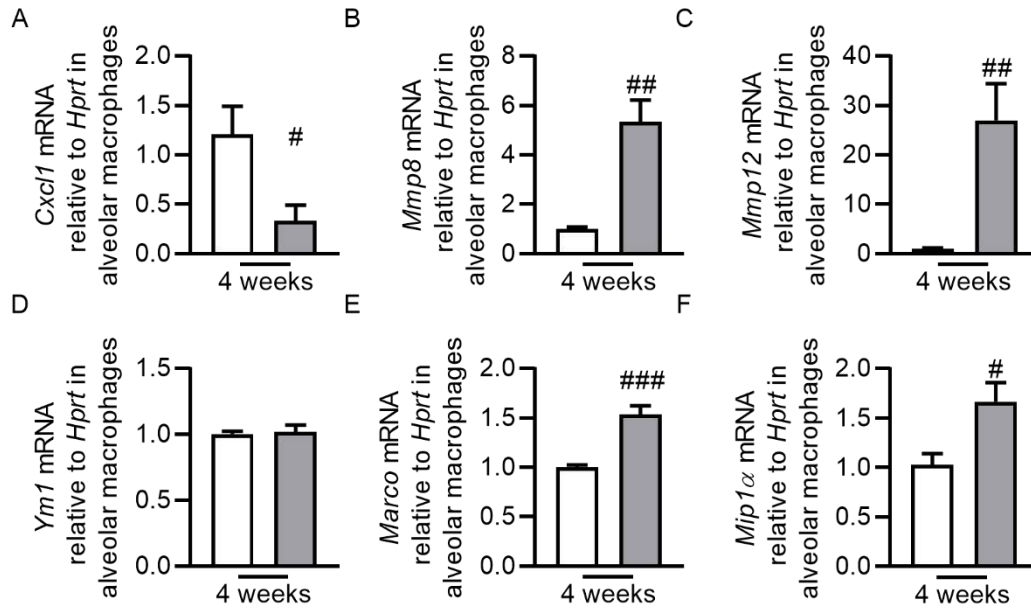 A
Cxcl1 mRNA
relative to Hprt in
alveolar macrophages
2.0
1.5
1.0
0.5
0.0
#
4 weeks
B
Mmp8 mRNA
relative to Hprt in
alveolar macrophages
8
6
4
2
0
##
4 weeks
C
Mmp12 mRNA
relative to Hprt in
alveolar macrophages
40
30
20
10
0
##
4 weeks
D
Ym1 mRNA
relative to Hprt in
alveolar macrophages
1.5
1.0
0.5
0.0
4 weeks
E
Marco mRNA
relative to Hprt in
alveolar macrophages
2.0
1.5
1.0
0.5
0.0
###
4 weeks
F
Mip1α mRNA
relative to Hprt in
alveolar macrophages
2.0
1.5
1.0
0.5
0.0
#
4 weeks